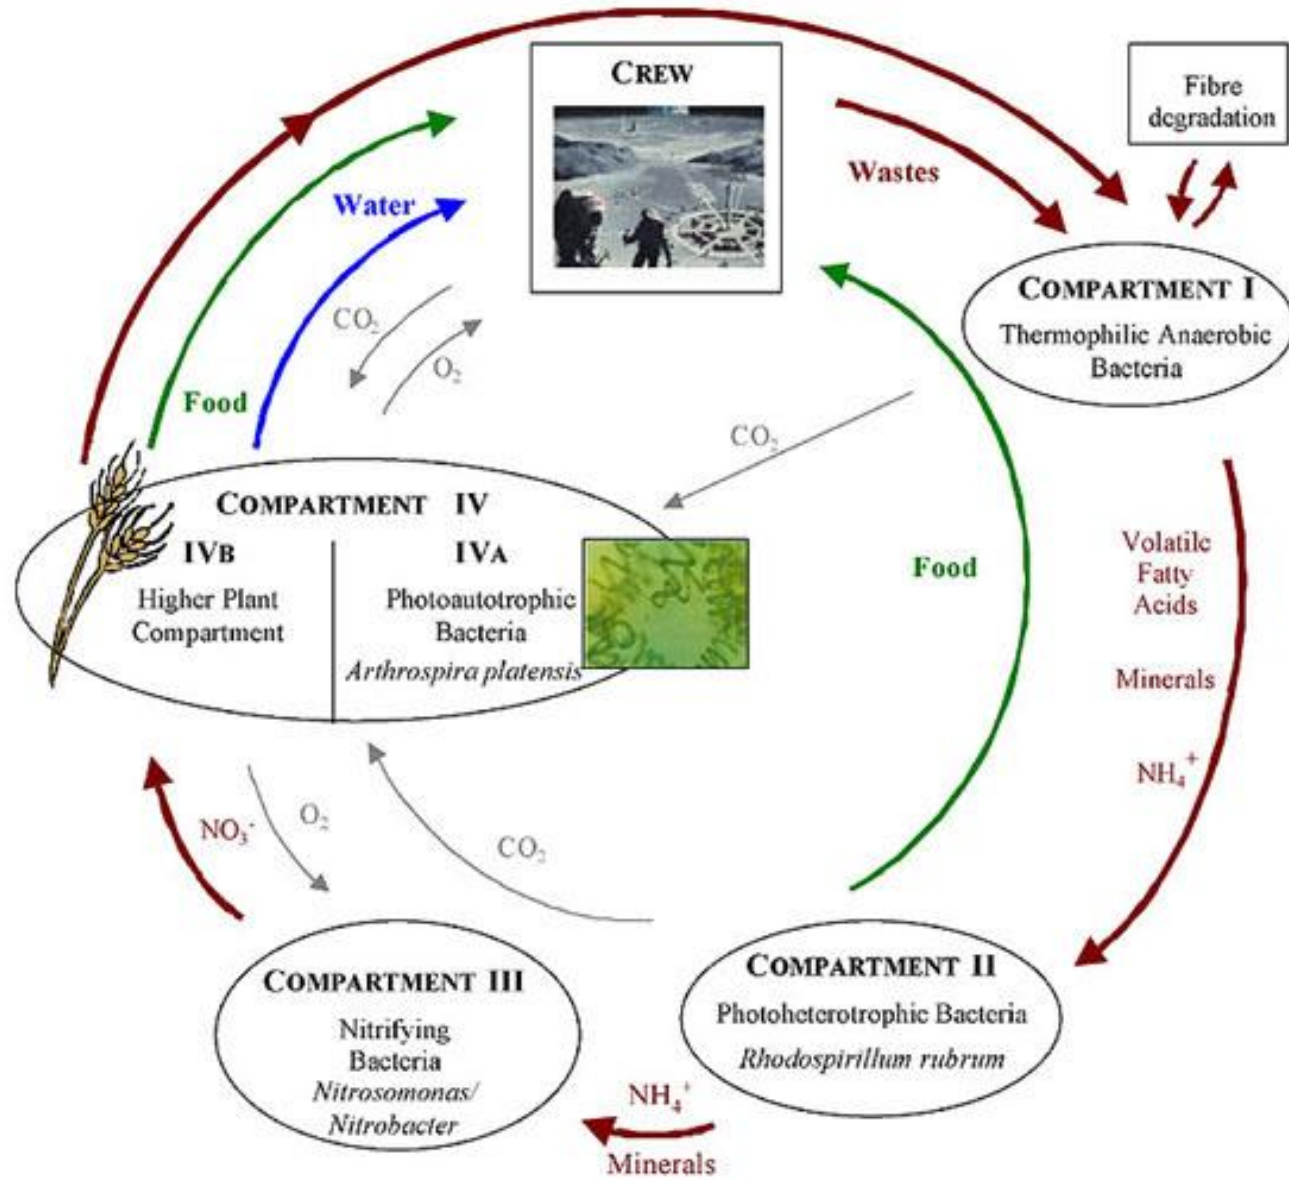 CREW
Fibre
degradation
Wastes
Water
CO₂
O₂
Food
COMPARTMENT I
Thermophilic Anaerobic
Bacteria
CO₂
COMPARTMENT IV
IVB
Higher Plant
Compartment
IVA
Photoautotrophic
Bacteria
Arthrospira platensis
Food
Volatile
Fatty
Acids
Minerals
NH₄⁺
NO₃⁻
O₂
CO₂
COMPARTMENT III
Nitrifying
Bacteria
Nitrosomonas/
Nitrobacter
COMPARTMENT II
Photoheterotrophic Bacteria
Rhodospirillum rubrum
NH₄⁺
Minerals